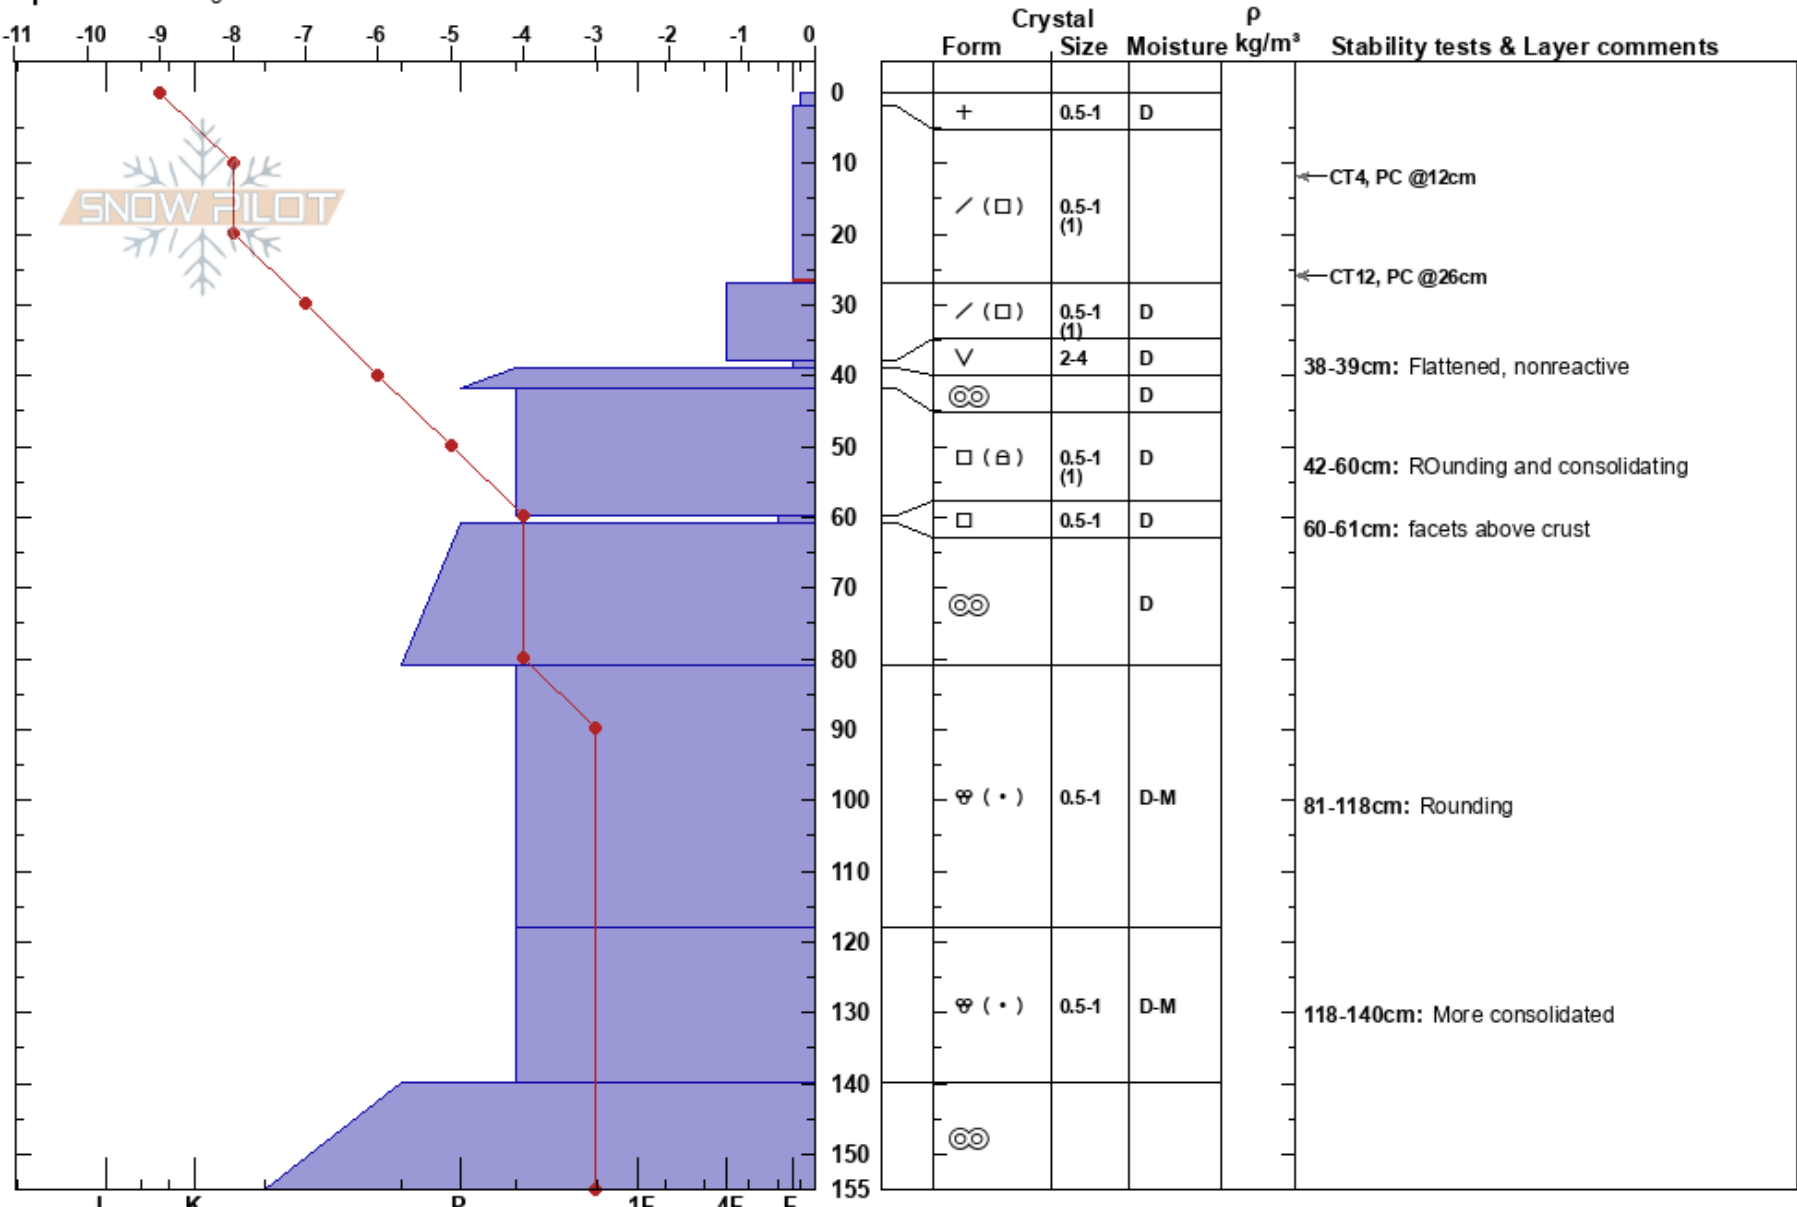 Crystal ρ
-11 -10 -9 -8 -7 -6 -5 -4 -3 -2 -1 0
Form Size Moisture kg/m³ Stability tests & Layer comments
0
+ 0.5-1 D
10
CT4, PC @12cm
SNOW PILOT
/ (□) 0.5-1
(1)
20
CT12, PC @26cm
30
/ (□) 0.5-1 D
(1)
V 2-4 D
38-39cm: Flattened, nonreactive
40
D
50
□ 0.5-1 D
(1)
42-60cm: ROunding and consolidating
60
□ 0.5-1 D
60-61cm: facets above crust
70
D
80
90
100
(•) 0.5-1 D-M
81-118cm: Rounding
110
120
130
(•) 0.5-1 D-M
118-140cm: More consolidated
140
150
155